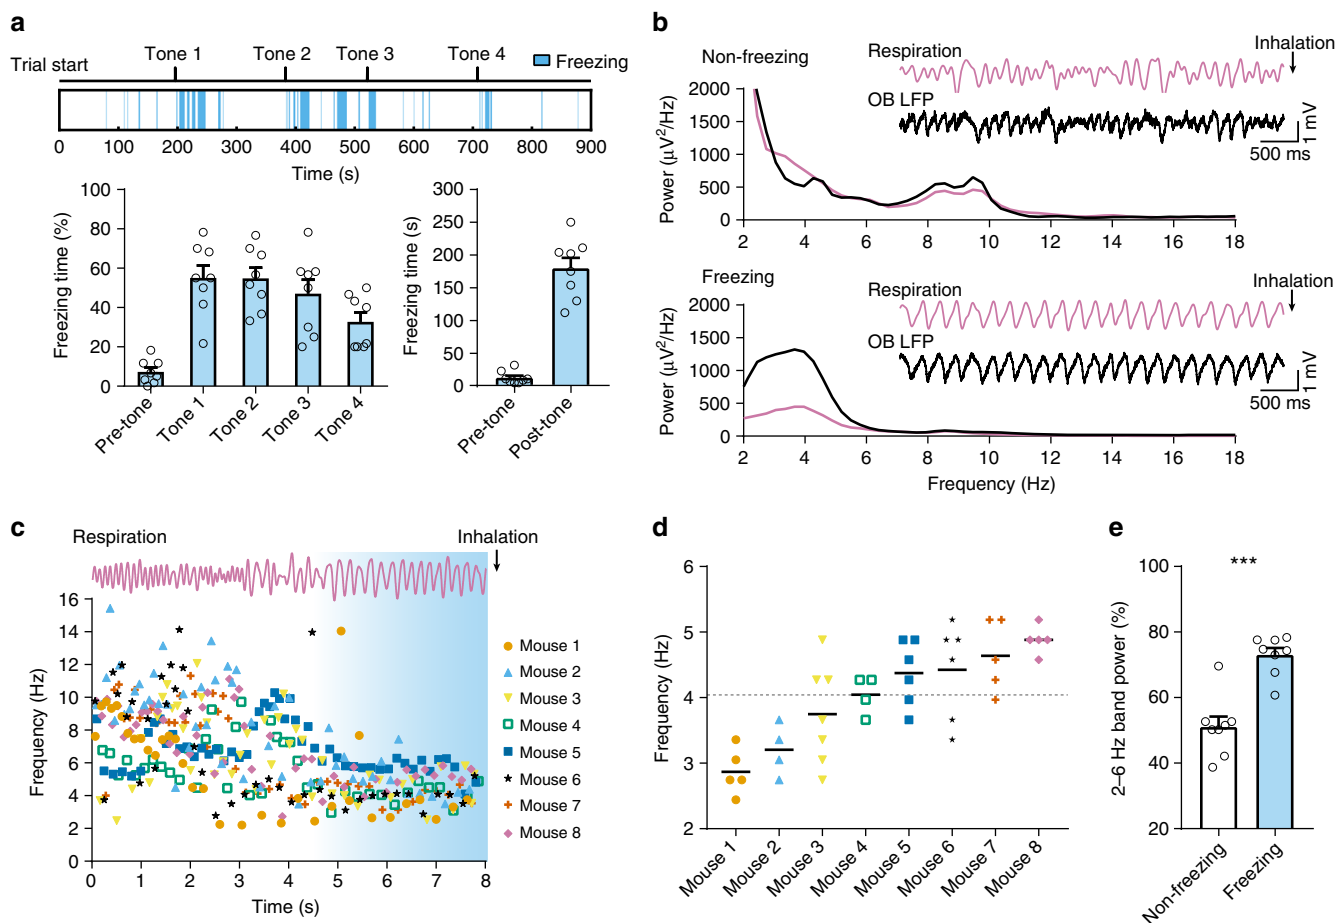 a
Trial start
Tone 1
Tone 2
Tone 3
Tone 4
Freezing
0 100 200 300 400 500 600 700 800 900
Time (s)
Freezing time (%)
100
80
60
40
20
0
Pre-tone
Tone 1
Tone 2
Tone 3
Tone 4
Freezing time (s)
300
250
200
150
100
50
0
Pre-tone
Post-tone
b
Non-freezing
Respiration
Inhalation
OB LFP
1 mV
500 ms
Power (μV²/Hz)
2000
1500
1000
500
0
2 4 6 8 10 12 14 16 18
Freezing
Respiration
Inhalation
OB LFP
1 mV
500 ms
Power (μV²/Hz)
2000
1500
1000
500
0
2 4 6 8 10 12 14 16 18
Frequency (Hz)
c
Respiration
Inhalation
Frequency (Hz)
16
14
12
10
8
6
4
2
0
0 1 2 3 4 5 6 7 8
Time (s)
Mouse 1
Mouse 2
Mouse 3
Mouse 4
Mouse 5
Mouse 6
Mouse 7
Mouse 8
d
Frequency (Hz)
6
5
4
3
2
Mouse 1
Mouse 2
Mouse 3
Mouse 4
Mouse 5
Mouse 6
Mouse 7
Mouse 8
e
***
2–6 Hz band power (%)
100
80
60
40
20
Non-freezing
Freezing